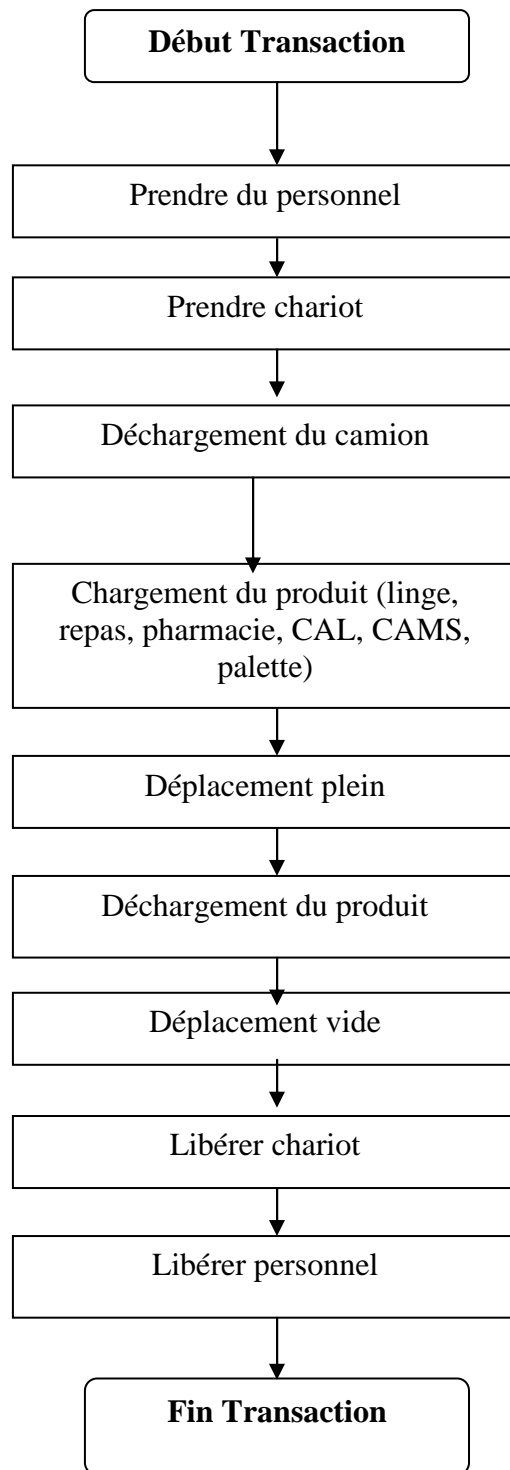 Début Transaction
Prendre du personnel
Prendre chariot
Déchargement du camion
Chargement du produit (linge,
repas, pharmacie, CAL, CAMS,
palette)
Déplacement plein
Déchargement du produit
Déplacement vide
Libérer chariot
Libérer personnel
Fin Transaction